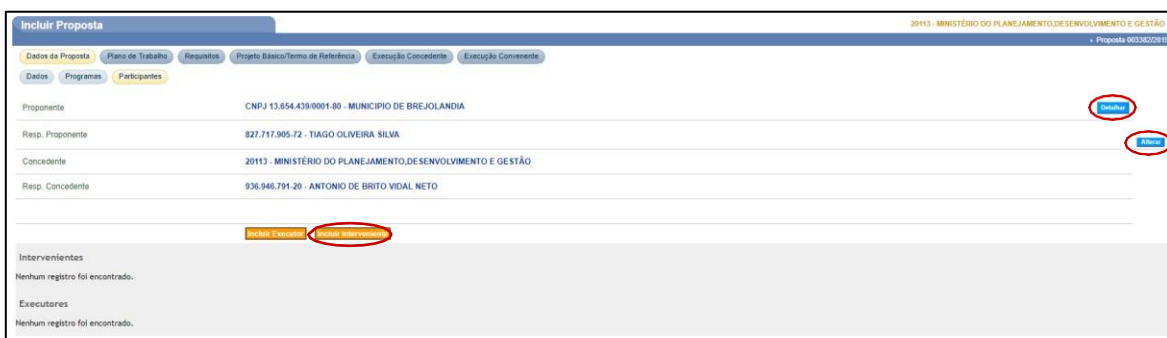 Incluir Proposta
20113 - MINISTÉRIO DO PLANEJAMENTO,DESENVOLVIMENTO E GESTÃO
Proposta 003382/2019
Dados da Proposta Plano de Trabalho Requisitos Projeto Básico/Termo de Referência Execução Concedente Execução Convenente
Dados Programas Participantes
Proponente CNPJ 13.654.439/0001-80 - MUNICIPIO DE BREJOLANDIA Detalhar
Resp. Proponente 827.717.905-72 - TIAGO OLIVEIRA SILVA Alterar
Concedente 20113 - MINISTÉRIO DO PLANEJAMENTO,DESENVOLVIMENTO E GESTÃO
Resp. Concedente 936.946.791-20 - ANTONIO DE BRITO VIDAL NETO
Incluir Executor Incluir Interveniente
Intervenientes
Nenhum registro foi encontrado.
Executores
Nenhum registro foi encontrado.